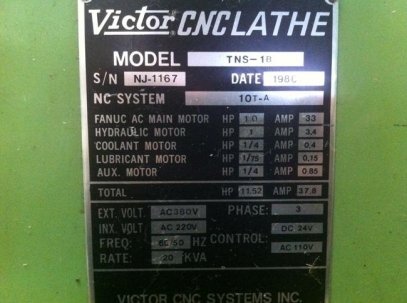 Victor CNC LATHE
MODEL TNS-1B
S/N NJ-1167 DATE
NC SYSTEM 10T-A
FANUC AC MAIN MOTOR HP 10 AMP 33
HYDRAULIC MOTOR HP 1 AMP 3,4
COOLANT MOTOR HP 1/4 AMP 0,4
LUBRICANT MOTOR HP 1/75 AMP 0,15
AUX. MOTOR HP 1/4 AMP 0.85
TOTAL HP 11.52 AMP 37.8
EXT. VOLT. AC380V PHASE: 3
INX. VOLT. AC 220V DC 24V
FREQ: 60/50 HZ CONTROL: AC 110V
RATE: 20 KVA
VICTOR CNC SYSTEMS INC.